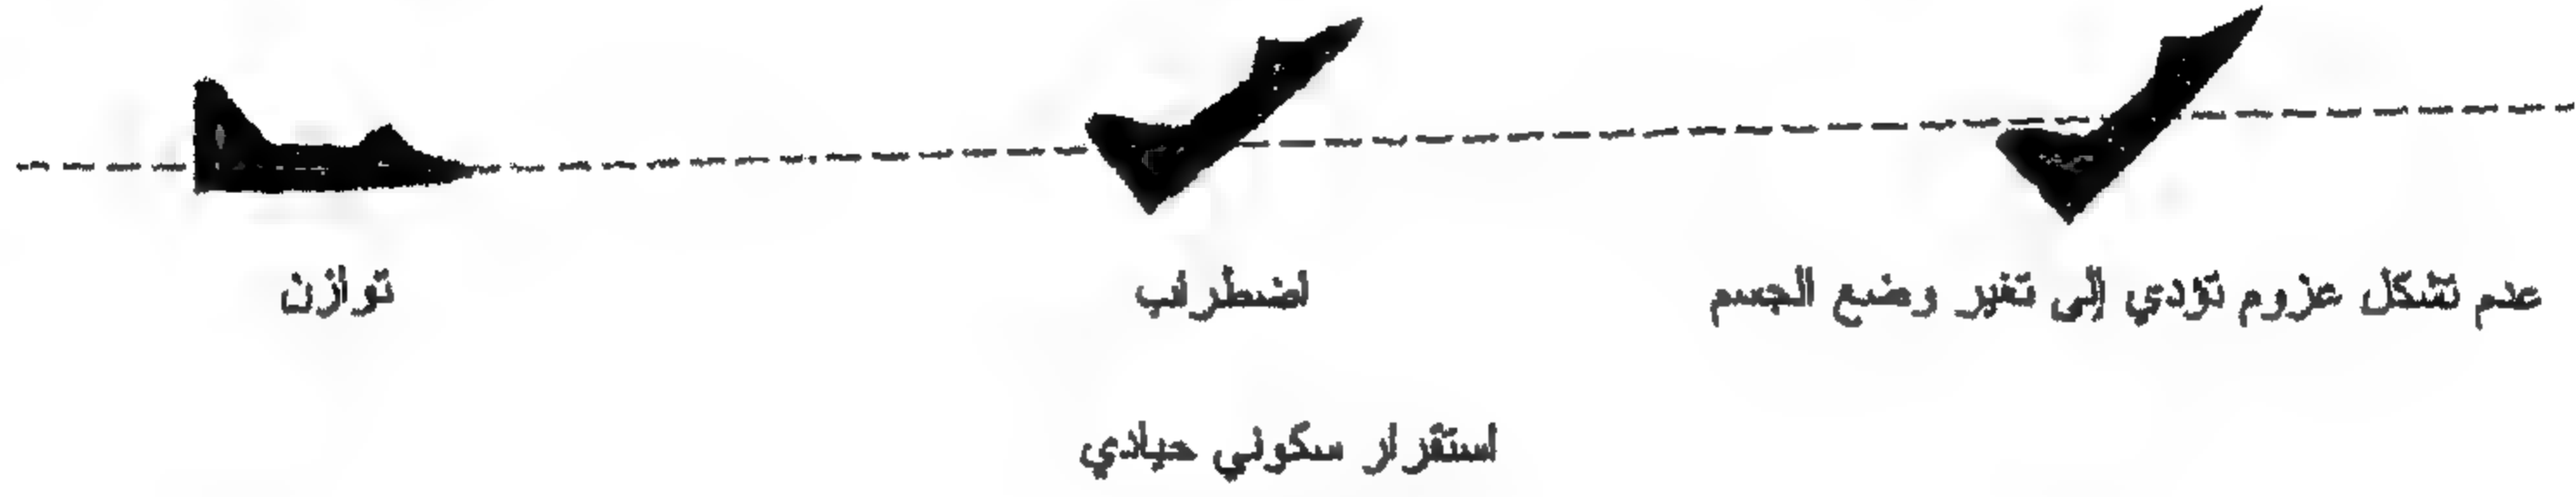 توازن
اضطراب
عدم تشكل عزوم تؤدي إلى تغير وضع الجسم
استقرار سكوني حيادي